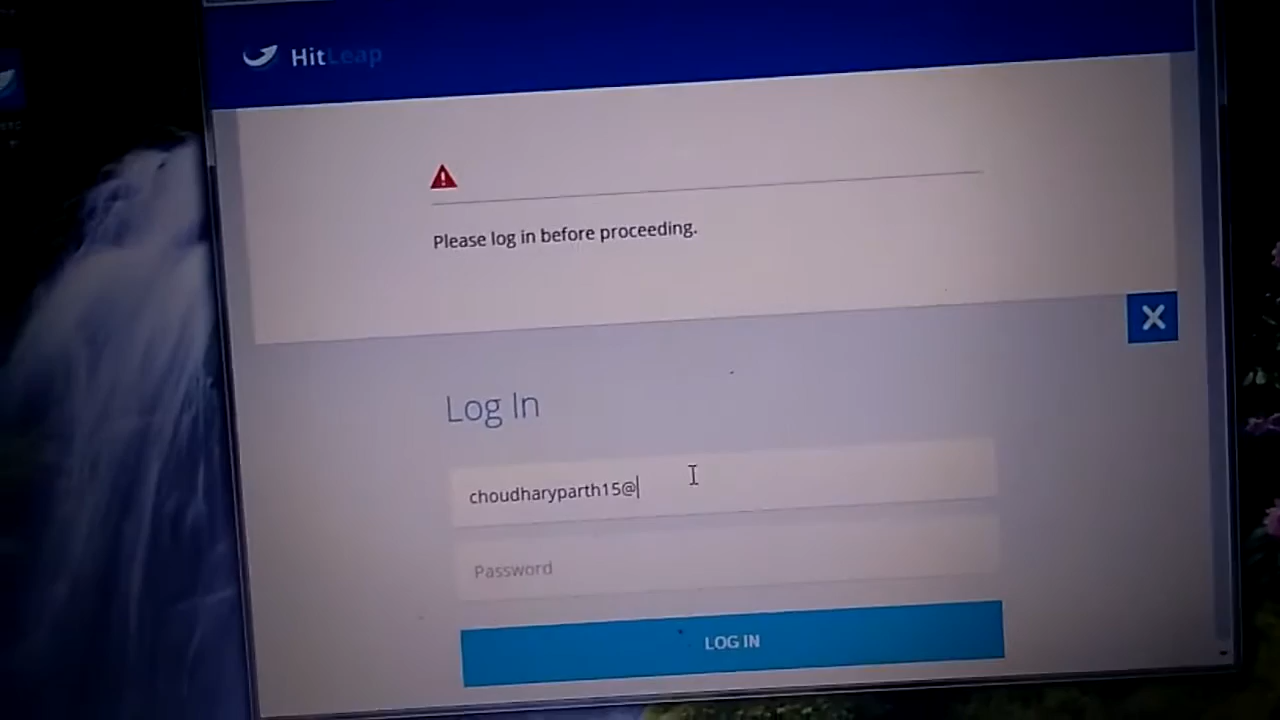 HitLeap
Please log in before proceeding.
Log In
choudharyparth15@
Password
LOG IN